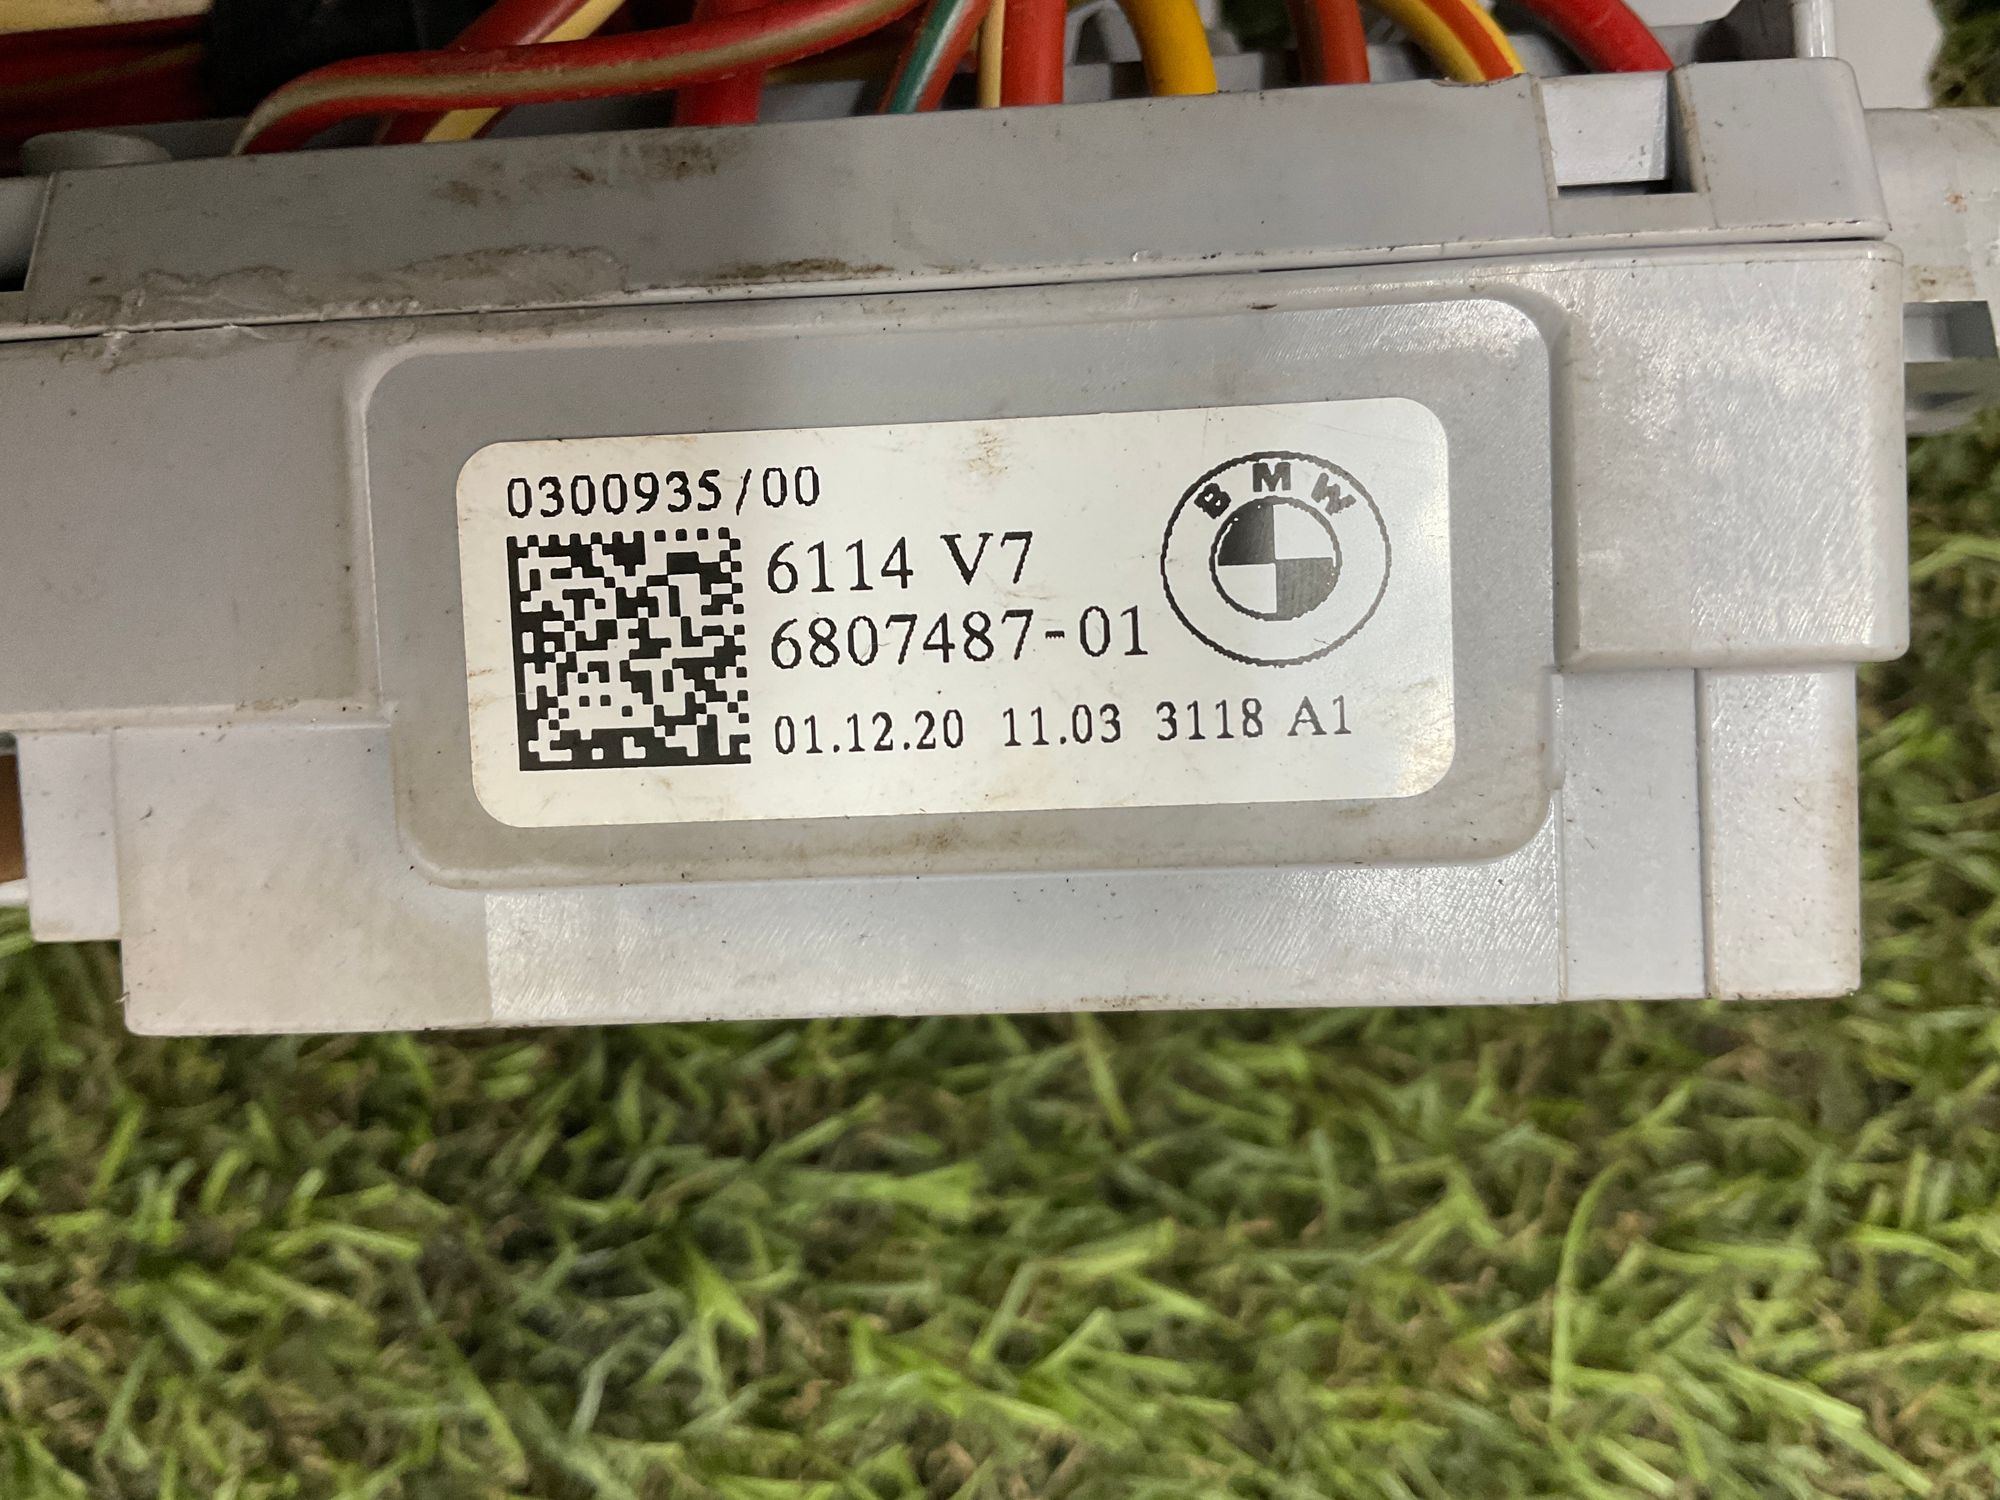 0300935/00
6114 V7
6807487-01
01.12.20 11.03 3118 A1
BMW